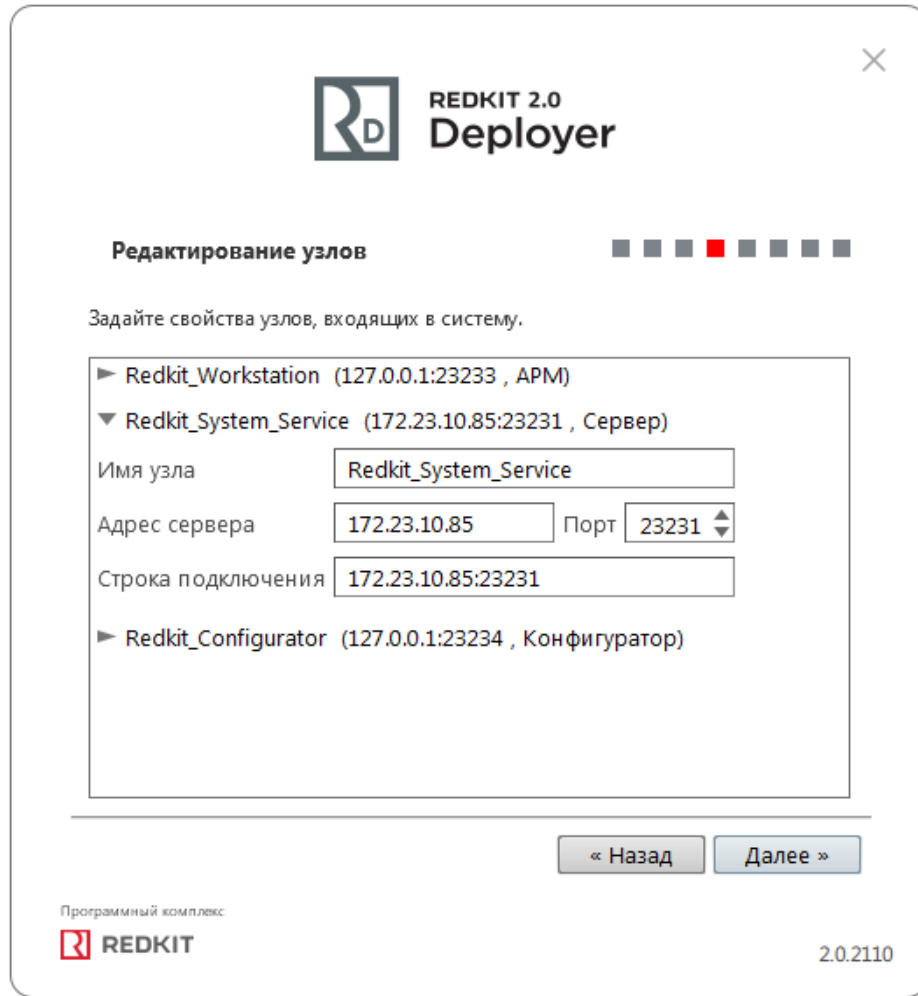 REDKIT 2.0
Deployer
Редактирование узлов
Задайте свойства узлов, входящих в систему.
Redkit_Workstation (127.0.0.1:23233 , АРМ)
Redkit_System_Service (172.23.10.85:23231 , Сервер)
Имя узла Redkit_System_Service
Адрес сервера 172.23.10.85 Порт 23231
Строка подключения 172.23.10.85:23231
Redkit_Configurator (127.0.0.1:23234 , Конфигуратор)
« Назад Далее »
Программный комплекс
REDKIT
2.0.2110